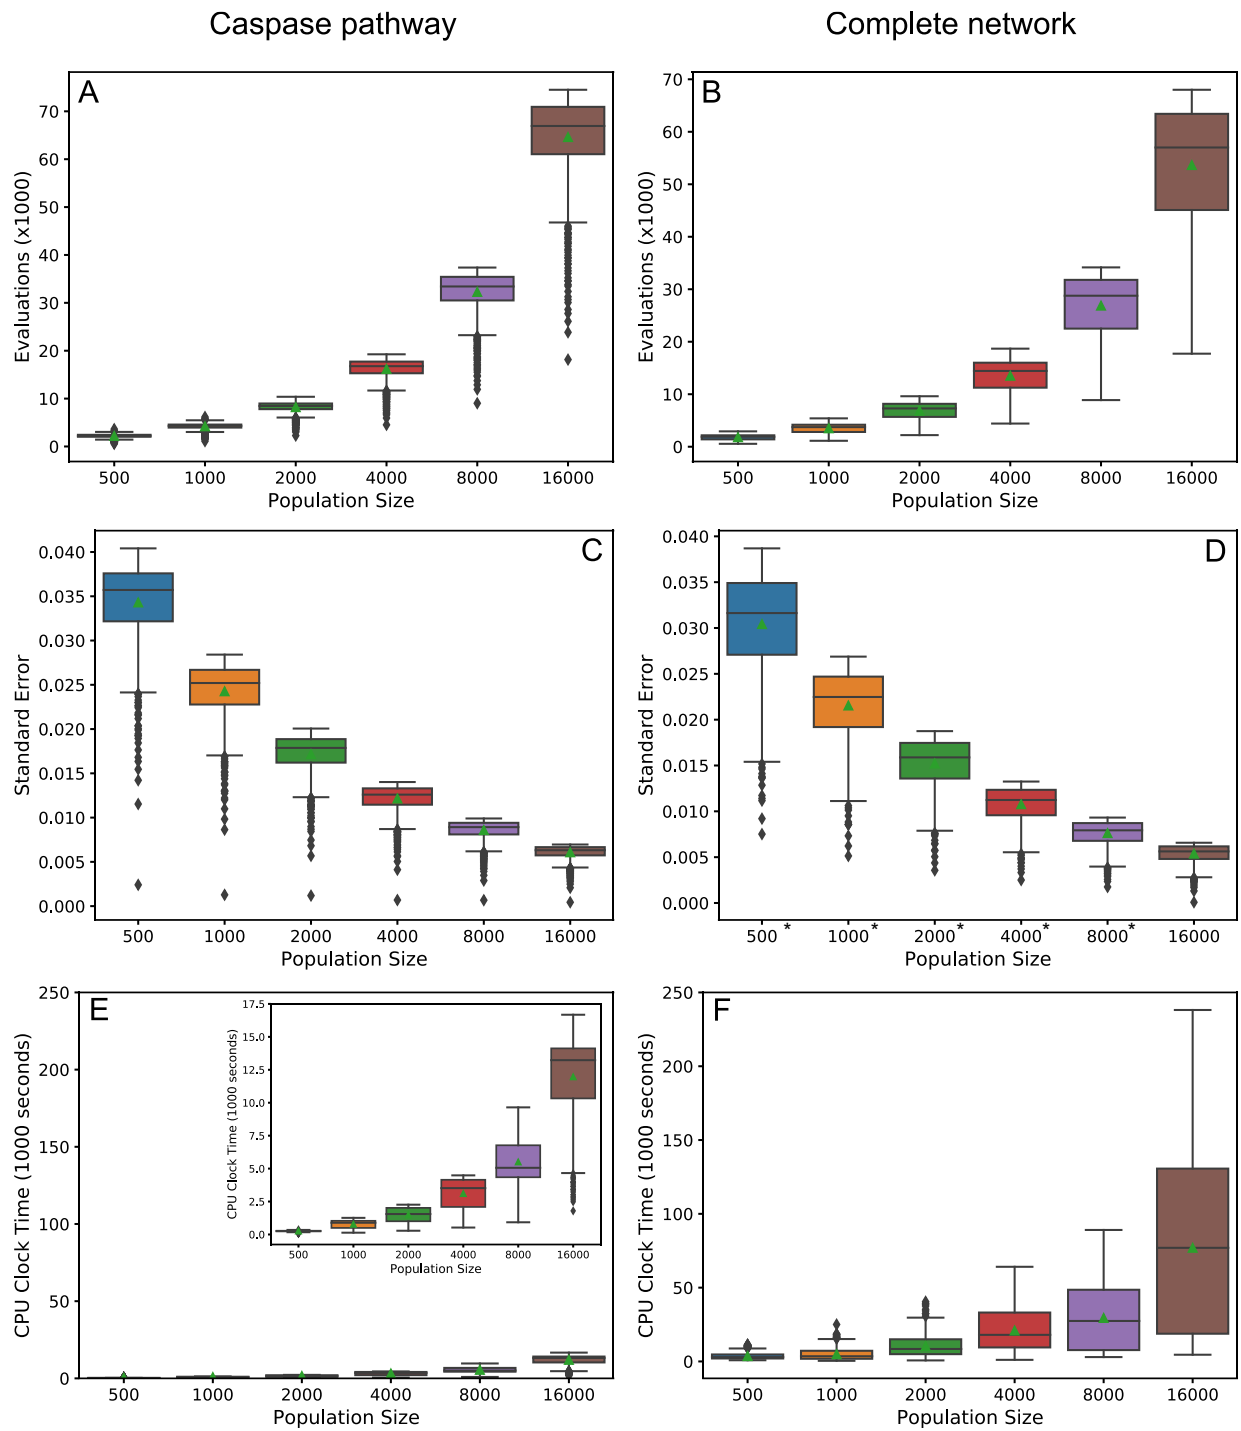 Caspase pathway
Complete network
A
Evaluations (x1000)
70
60
50
40
30
20
10
0
500 1000 2000 4000 8000 16000
Population Size
B
Evaluations (x1000)
70
60
50
40
30
20
10
0
500 1000 2000 4000 8000 16000
Population Size
C
Standard Error
0.040
0.035
0.030
0.025
0.020
0.015
0.010
0.005
0.000
500 1000 2000 4000 8000 16000
Population Size
D
Standard Error
0.040
0.035
0.030
0.025
0.020
0.015
0.010
0.005
0.000
500 * 1000 * 2000 * 4000 * 8000 * 16000
Population Size
E
CPU Clock Time (1000 seconds)
250
200
150
100
50
0
500 1000 2000 4000 8000 16000
Population Size
CPU Clock Time (1000 seconds)
17.5
15.0
12.5
10.0
7.5
5.0
2.5
0.0
500 1000 2000 4000 8000 16000
Population Size
F
CPU Clock Time (1000 seconds)
250
200
150
100
50
0
500 1000 2000 4000 8000 16000
Population Size